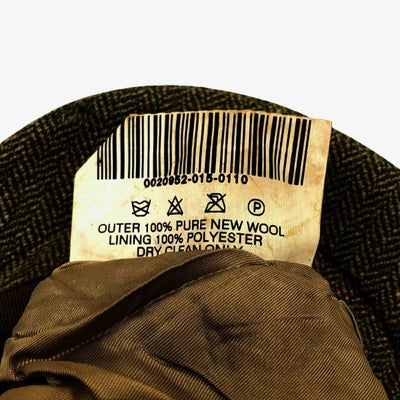 0020952-015-0110
OUTER 100% PURE NEW WOOL
LINING 100% POLYESTER
DRY CLEAN ONLY